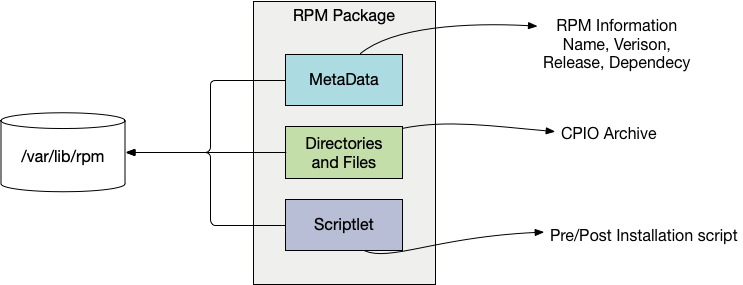 RPM Package
RPM Information
Name, Verison,
Release, Dependecy
MetaData
Directories
and Files
CPIO Archive
/var/lib/rpm
Scriptlet
Pre/Post Installation script